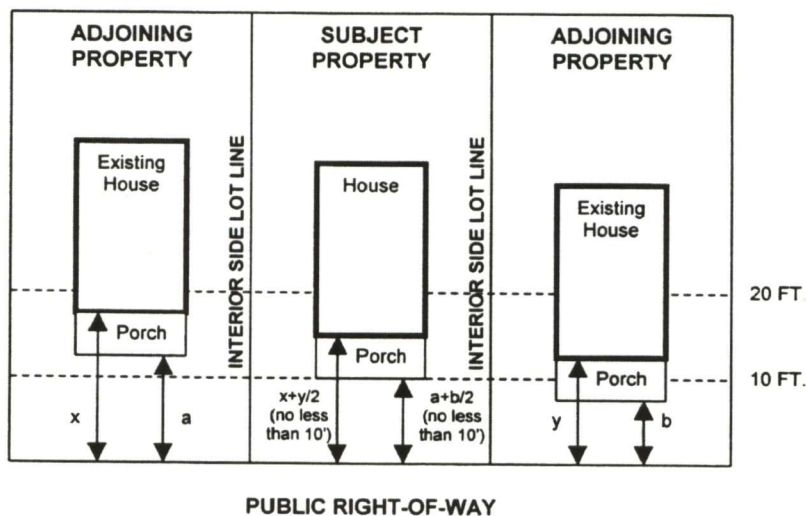 ADJOINING
PROPERTY
SUBJECT
PROPERTY
ADJOINING
PROPERTY
Existing
House
INTERIOR SIDE LOT LINE
House
INTERIOR SIDE LOT LINE
Existing
House
20 FT.
Porch
Porch
Porch
10 FT.
x
a
x+y/2
(no less
than 10')
a+b/2
(no less
than 10')
y
b
PUBLIC RIGHT-OF-WAY